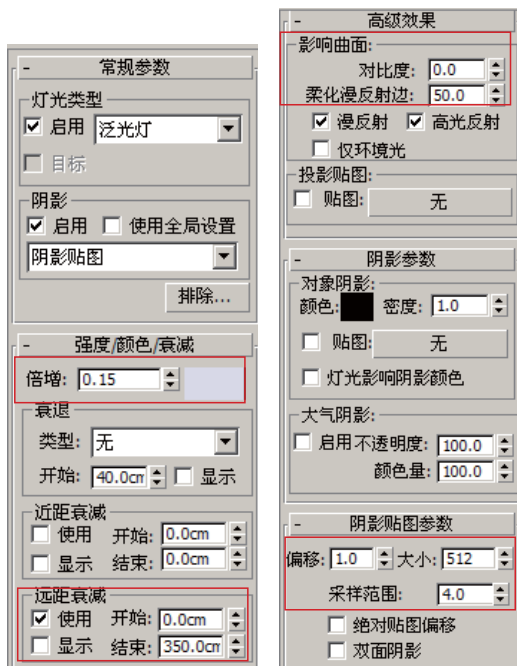 - 常规参数
灯光类型
启用 泛光灯
目标
阴影
启用 使用全局设置
阴影贴图
排除...
- 强度/颜色/衰减
倍增: 0.15
衰退
类型: 无
开始: 40.0cm 显示
近距衰减
使用 开始: 0.0cm
显示 结束: 0.0cm
远距衰减
使用 开始: 0.0cm
显示 结束: 350.0cm
- 高级效果
影响曲面:
对比度: 0.0
柔化漫反射边: 50.0
漫反射 高光反射
仅环境光
投影贴图:
贴图: 无
- 阴影参数
对象阴影:
颜色: 密度: 1.0
贴图: 无
灯光影响阴影颜色
大气阴影:
启用不透明度: 100.0
颜色量: 100.0
- 阴影贴图参数
偏移: 1.0 大小: 512
采样范围: 4.0
绝对贴图偏移
双面阴影